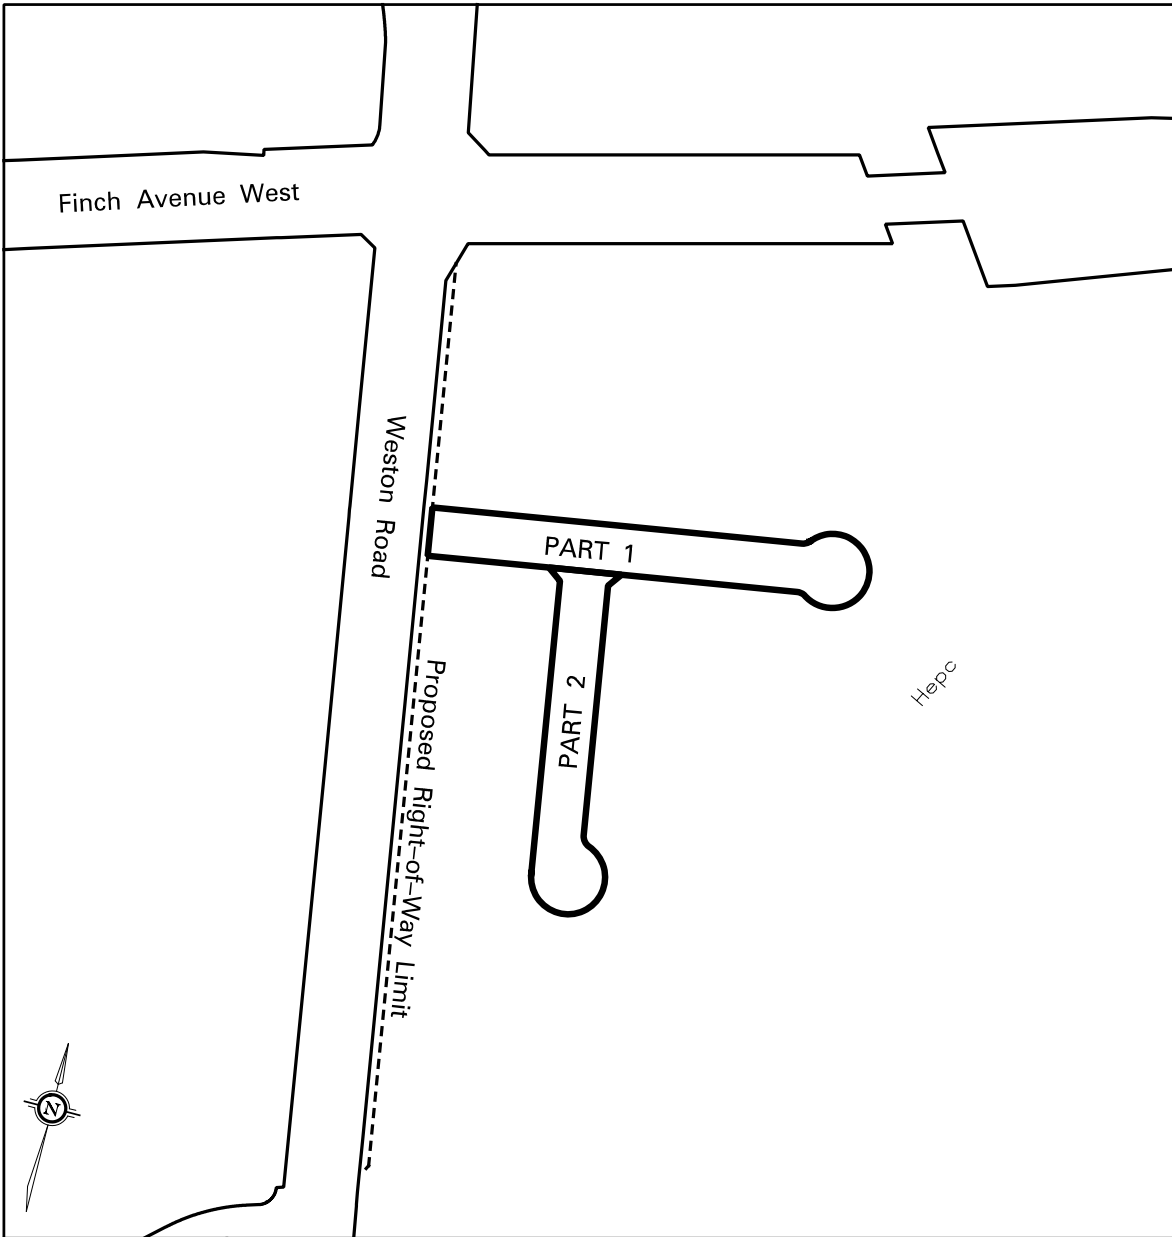 Finch Avenue West
Weston Road
PART 1
Hepc
PART 2
Proposed Right-of-Way Limit
N